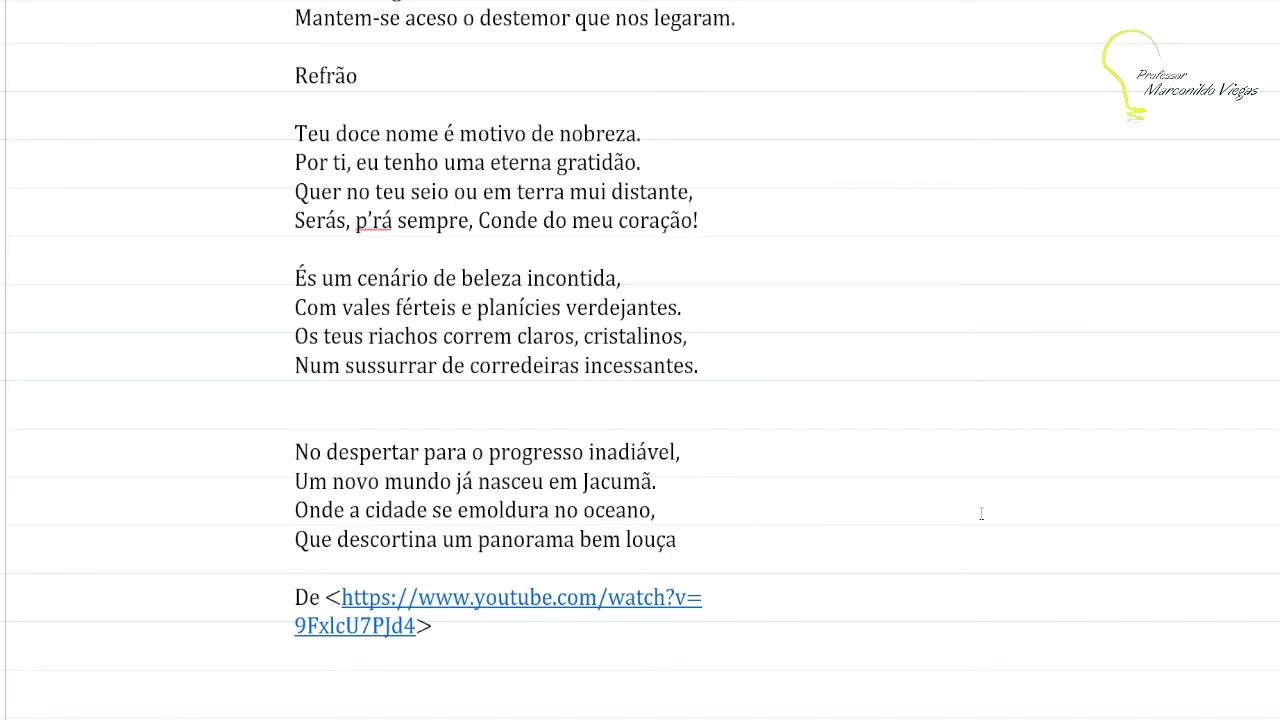 Mantem-se aceso o destemor que nos legaram.
Refrão
Professor
Marconildo Viegas
Teu doce nome é motivo de nobreza.
Por ti, eu tenho uma eterna gratidão.
Quer no teu seio ou em terra mui distante,
Serás, p’rá sempre, Conde do meu coração!
És um cenário de beleza incontida,
Com vales férteis e planícies verdejantes.
Os teus riachos correm claros, cristalinos,
Num sussurrar de corredeiras incessantes.
No despertar para o progresso inadiável,
Um novo mundo já nasceu em Jacumã.
Onde a cidade se emoldura no oceano,
Que descortina um panorama bem louça
De <https://www.youtube.com/watch?v=
9FxlcU7PJd4>